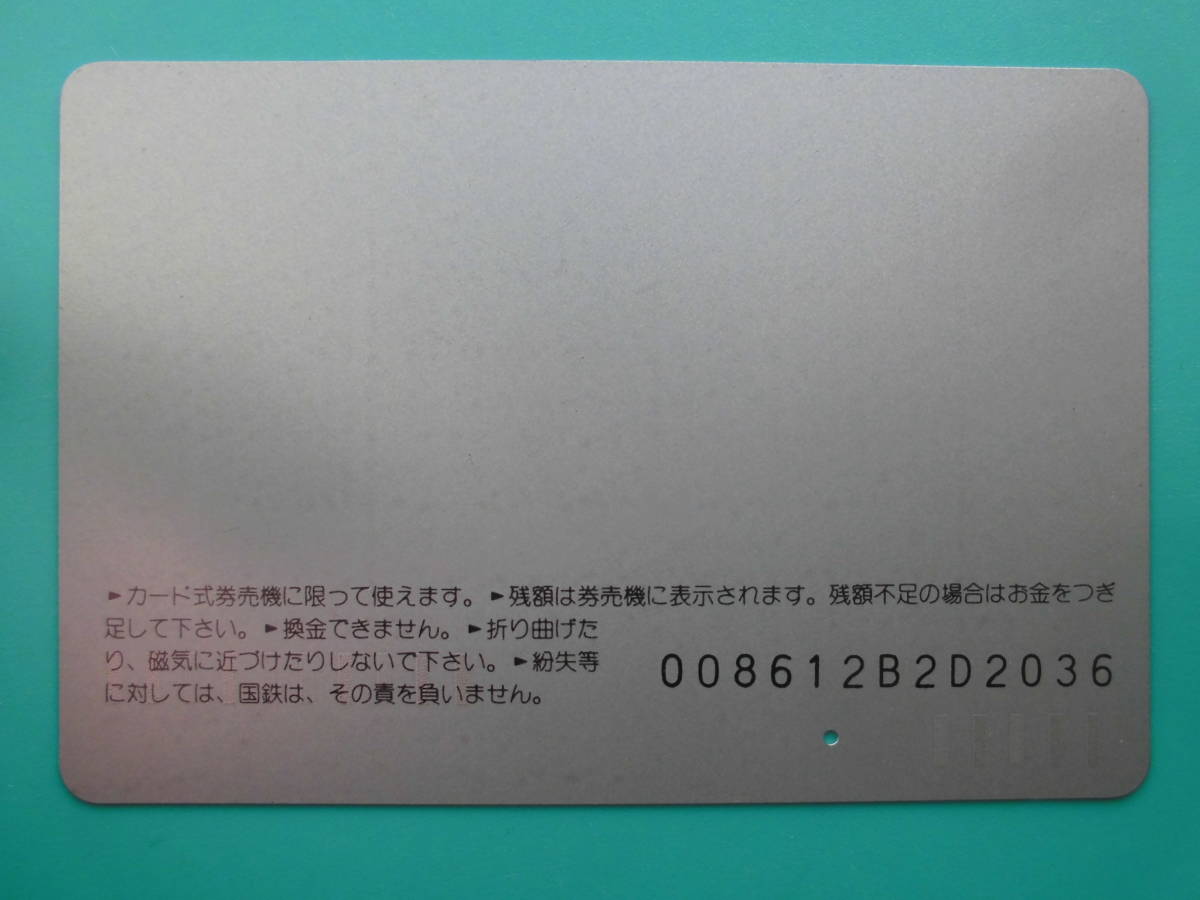 ►カード式券売機に限って使えます。►残額は券売機に表示されます。残額不足の場合はお金をつぎ
足して下さい。►換金できません。►折り曲げた
り、磁気に近づけたりしないで下さい。►紛失等
に対しては、国鉄は、その責を負いません。
008612B2D2036